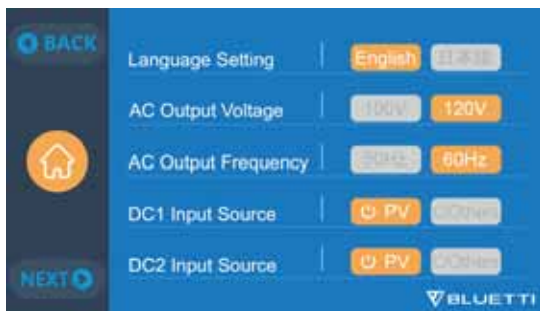 BACK
Language Setting English 日本語
AC Output Voltage 100V 120V
AC Output Frequency 50Hz 60Hz
DC1 Input Source PV Others
DC2 Input Source PV Others
NEXT
BLUETTI